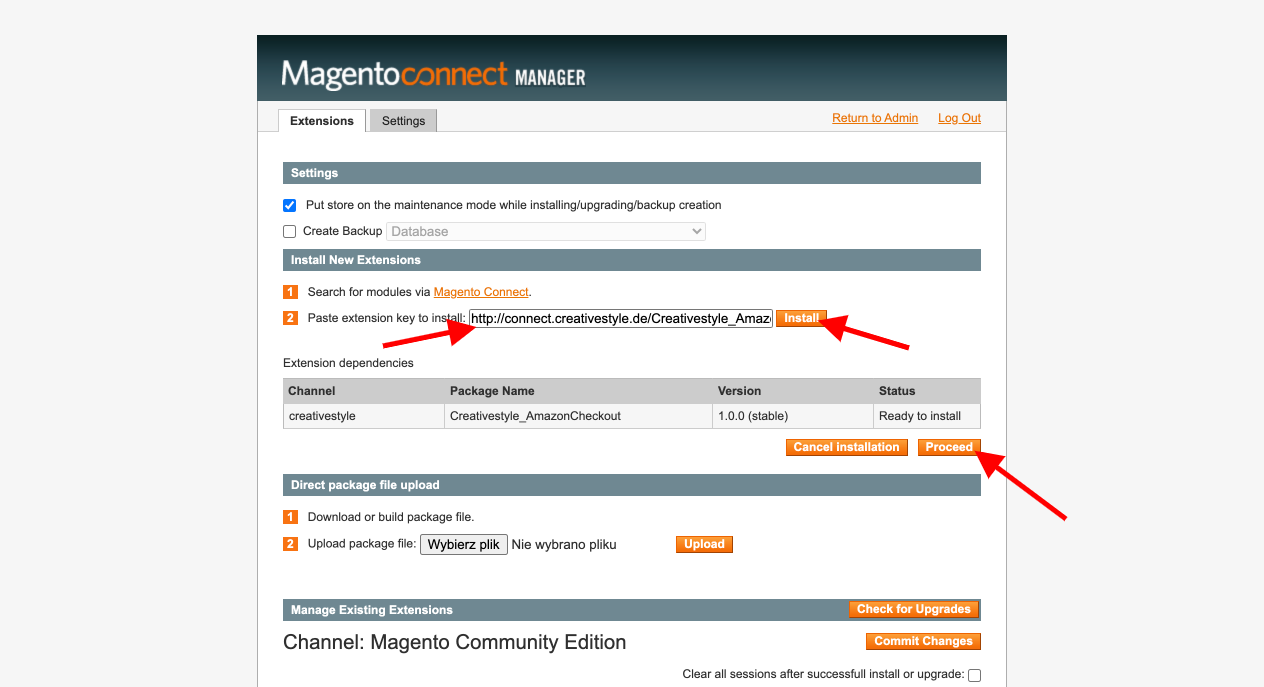 Magentoconnect MANAGER
Extensions Settings Return to Admin Log Out
Settings
Put store on the maintenance mode while installing/upgrading/backup creation
Create Backup Database
Install New Extensions
1 Search for modules via Magento Connect.
2 Paste extension key to install: http://connect.creativestyle.de/Creativestyle_Amaz Install
Extension dependencies
Channel Package Name Version Status
creativestyle Creativestyle_AmazonCheckout 1.0.0 (stable) Ready to install
Cancel installation Proceed
Direct package file upload
1 Download or build package file.
2 Upload package file: Wybierz plik Nie wybrano pliku Upload
Manage Existing Extensions Check for Upgrades
Channel: Magento Community Edition Commit Changes
Clear all sessions after successfull install or upgrade: